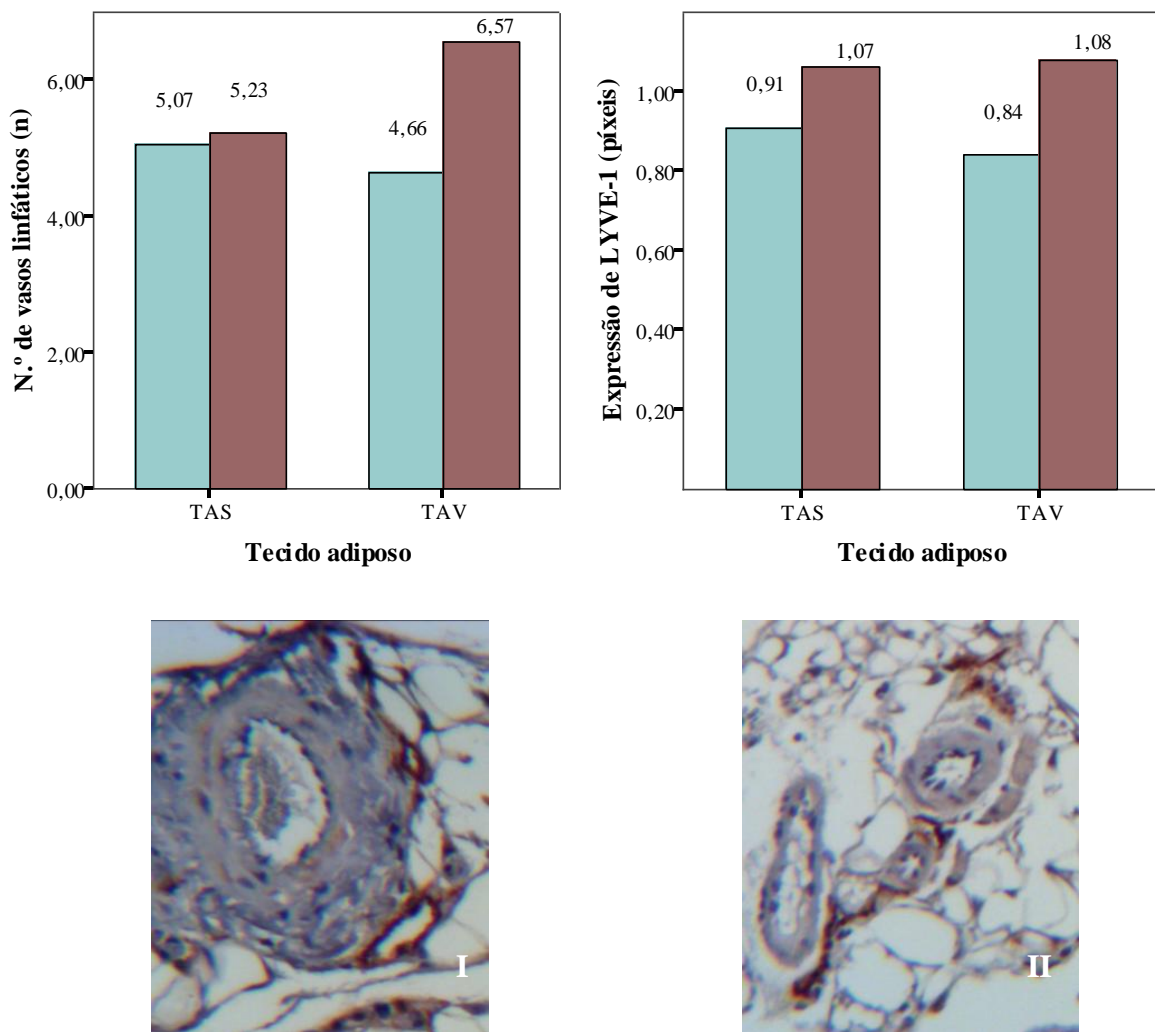 N.º de vasos linfáticos (n)
6,00
4,00
2,00
0,00
5,07
5,23
4,66
6,57
TAS
TAV
Tecido adiposo
Expressão de LYVE-1 (píxeis)
1,00
0,80
0,60
0,40
0,20
0,91
1,07
0,84
1,08
TAS
TAV
Tecido adiposo
I
II